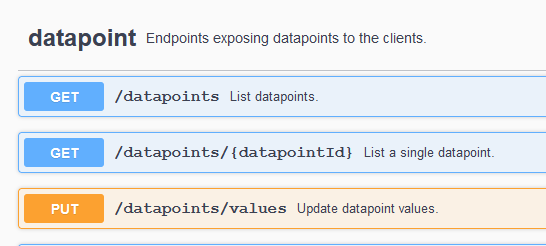 datapoint Endpoints exposing datapoints to the clients.
GET /datapoints List datapoints.
GET /datapoints/{datapointId} List a single datapoint.
PUT /datapoints/values Update datapoint values.